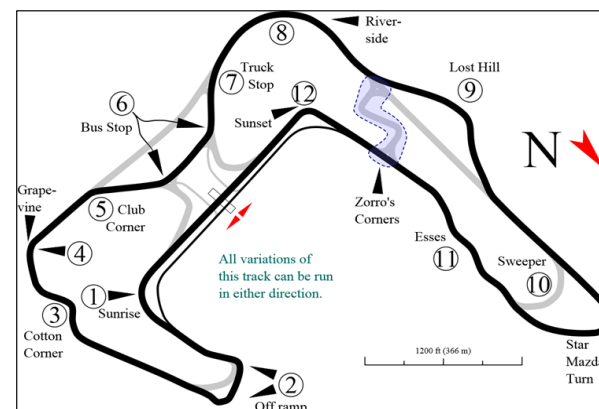 8
River-
side
7
Truck
Stop
Lost Hill
9
6
Bus Stop
12
Sunset
N
Grape-
vine
5
Club
Corner
Zorro's
Corners
4
Esses
11
Sweeper
10
All variations of
this track can be run
in either direction.
1
Sunrise
3
Cotton
Corner
1200 ft (366 m)
Star
Mazda
Turn
2
Off ramp